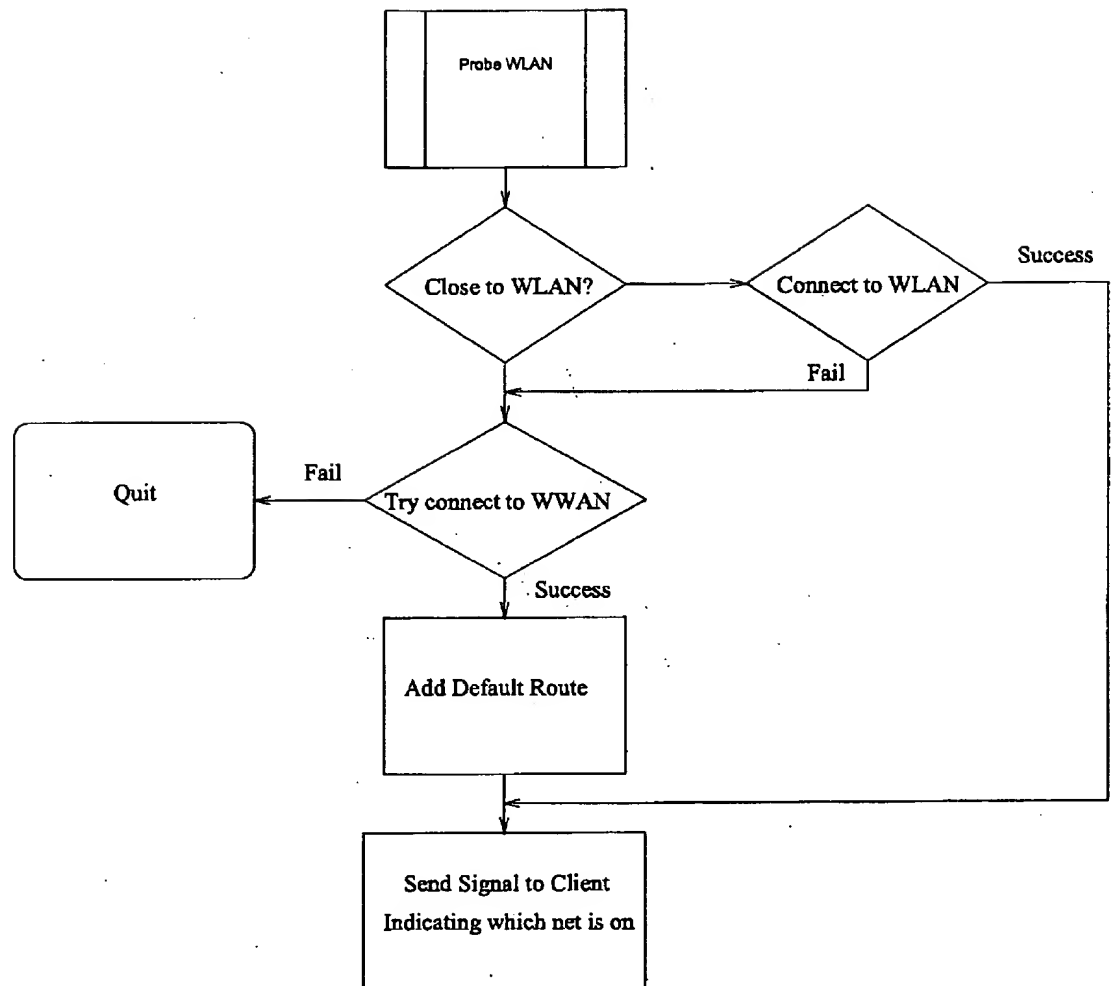 Probe WLAN
Close to WLAN?
Connect to WLAN
Success
Fail
Quit
Fail
Try connect to WWAN
Success
Add Default Route
Send Signal to Client
Indicating which net is on